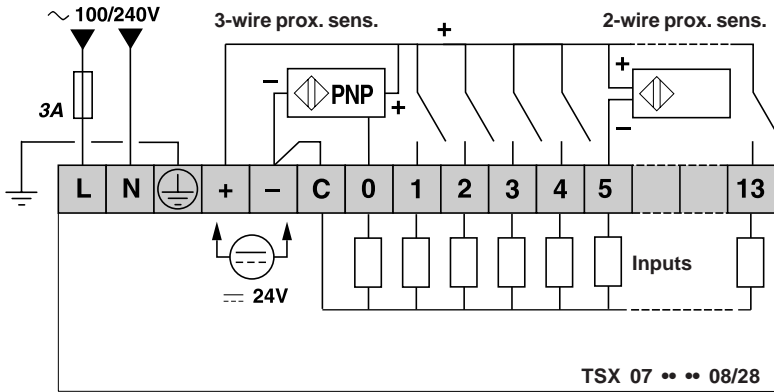 ∼ 100/240V
3-wire prox. sens.
2-wire prox. sens.
+
+
3A
− PNP +
−
L N + − C 0 1 2 3 4 5 13
24V
Inputs
TSX 07 •• •• 08/28